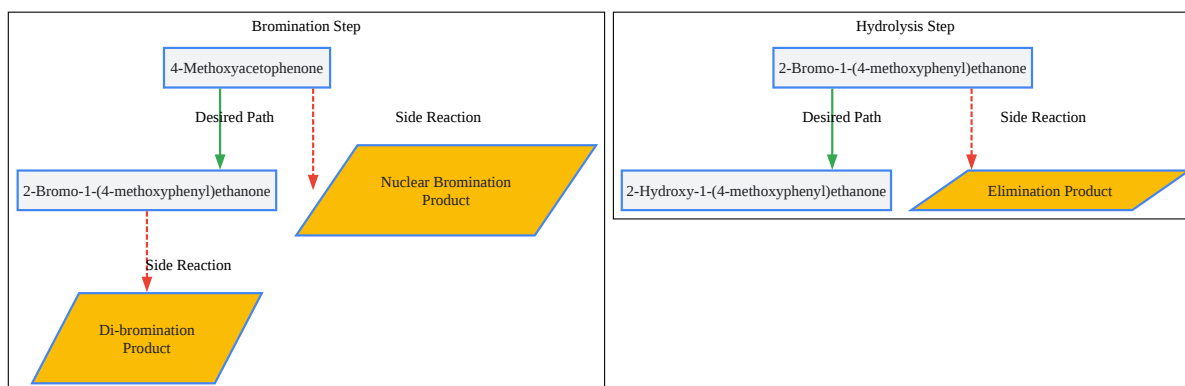 Bromination Step
4-Methoxyacetophenone
Desired Path
Side Reaction
2-Bromo-1-(4-methoxyphenyl)ethanone
Nuclear Bromination
Product
Side Reaction
Di-bromination
Product
Hydrolysis Step
2-Bromo-1-(4-methoxyphenyl)ethanone
Desired Path
Side Reaction
2-Hydroxy-1-(4-methoxyphenyl)ethanone
Elimination Product